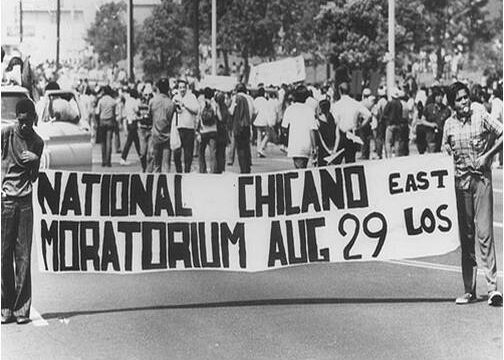 NATIONAL CHICANO EAST
MORATORIUM AUG 29 LOS